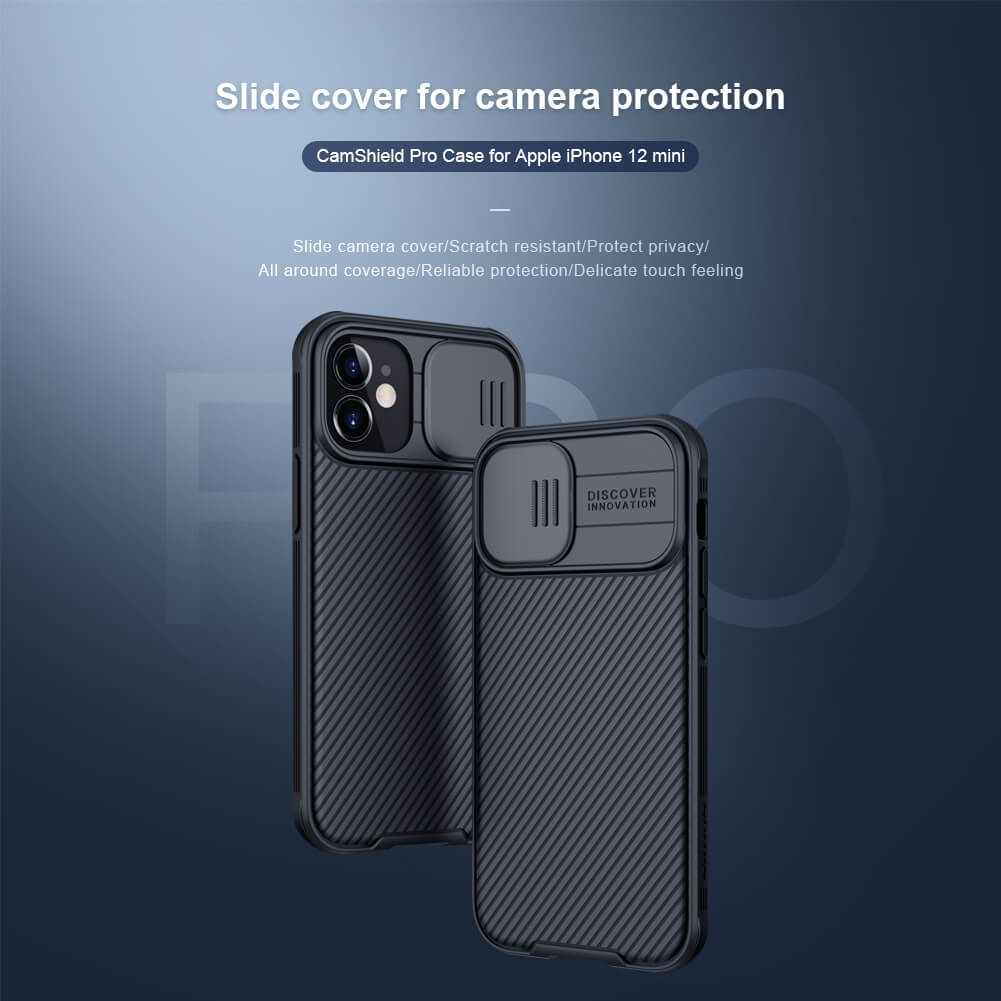 Slide cover for camera protection
CamShield Pro Case for Apple iPhone 12 mini
Slide camera cover/Scratch resistant/Protect privacy/
All around coverage/Reliable protection/Delicate touch feeling
PRO
DISCOVER
INNOVATION